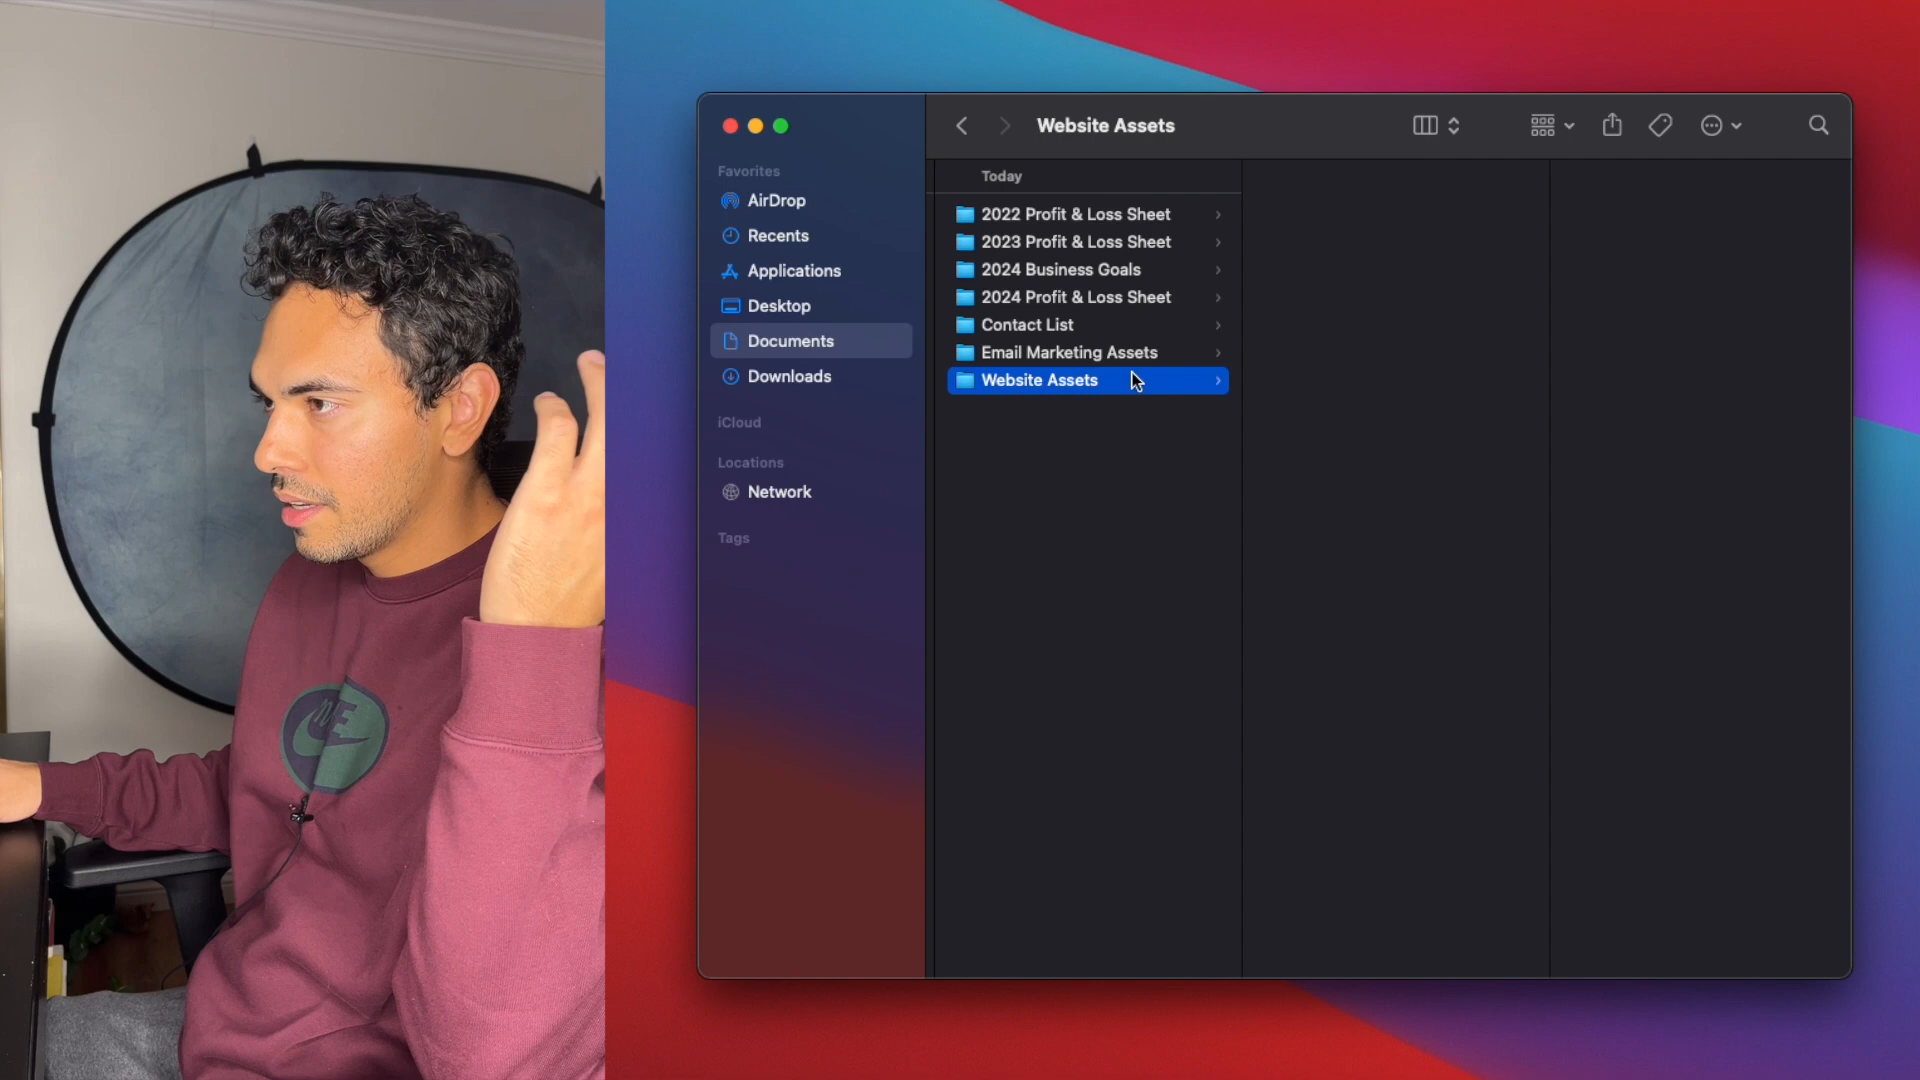 Website Assets
Favorites
AirDrop
Recents
Applications
Desktop
Documents
Downloads
iCloud
Locations
Network
Tags
Today
2022 Profit & Loss Sheet
2023 Profit & Loss Sheet
2024 Business Goals
2024 Profit & Loss Sheet
Contact List
Email Marketing Assets
Website Assets